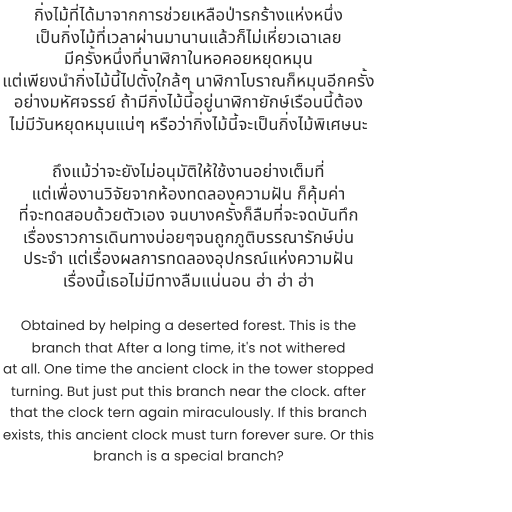 กิ่งไม้ที่ได้มาจากการช่วยเหลือป่ารกร้างแห่งหนึ่ง
เป็นกิ่งไม้ที่เวลาผ่านมานานแล้วก็ไม่เหี่ยวเฉาเลย
มีครั้งหนึ่งที่นาฬิกาในหอคอยหยุดหมุน
แต่เพียงนำกิ่งไม้นี้ไปตั้งใกล้ๆ นาฬิกาโบราณก็หมุนอีกครั้ง
อย่างมหัศจรรย์ ถ้ามีกิ่งไม้นี้อยู่นาฬิกายักษ์เรือนนี้ต้อง
ไม่มีวันหยุดหมุนแน่ๆ หรือว่ากิ่งไม้นี้จะเป็นกิ่งไม้พิเศษนะ
ถึงแม้ว่าจะยังไม่อนุมัติให้ใช้งานอย่างเต็มที่
แต่เพื่องานวิจัยจากห้องทดลองความฝัน ก็คุ้มค่า
ที่จะทดสอบด้วยตัวเอง จนบางครั้งก็ลืมที่จะจดบันทึก
เรื่องราวการเดินทางบ่อยๆจนถูกภูติบรรณารักษ์บ่น
ประจำ แต่เรื่องผลการทดลองอุปกรณ์แห่งความฝัน
เรื่องนี้เธอไม่มีทางลืมแน่นอน ฮ่า ฮ่า ฮ่า
Obtained by helping a deserted forest. This is the
branch that After a long time, it's not withered
at all. One time the ancient clock in the tower stopped
turning. But just put this branch near the clock. after
that the clock tern again miraculously. If this branch
exists, this ancient clock must turn forever sure. Or this
branch is a special branch?